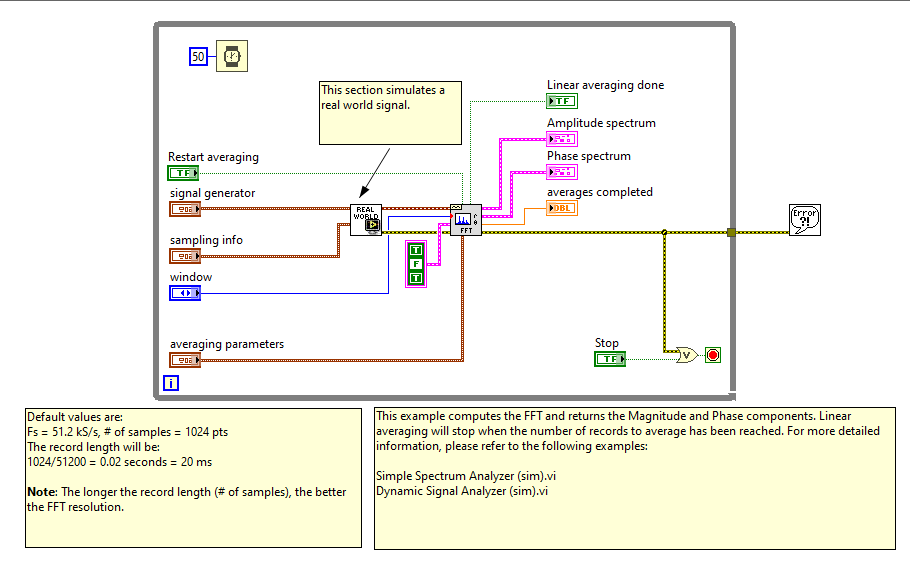 50
This section simulates a
real world signal.
Linear averaging done
TF
Amplitude spectrum
Phase spectrum
Restart averaging
TF
signal generator
averages completed
DBL
REAL
WORLD
FFT
Error
?!
sampling info
T
F
T
window
averaging parameters
Stop
TF
V
i
Default values are:
Fs = 51.2 kS/s, # of samples = 1024 pts
The record length will be:
1024/51200 = 0.02 seconds = 20 ms
Note: The longer the record length (# of samples), the better
the FFT resolution.
This example computes the FFT and returns the Magnitude and Phase components. Linear
averaging will stop when the number of records to average has been reached. For more detailed
information, please refer to the following examples:
Simple Spectrum Analyzer (sim).vi
Dynamic Signal Analyzer (sim).vi